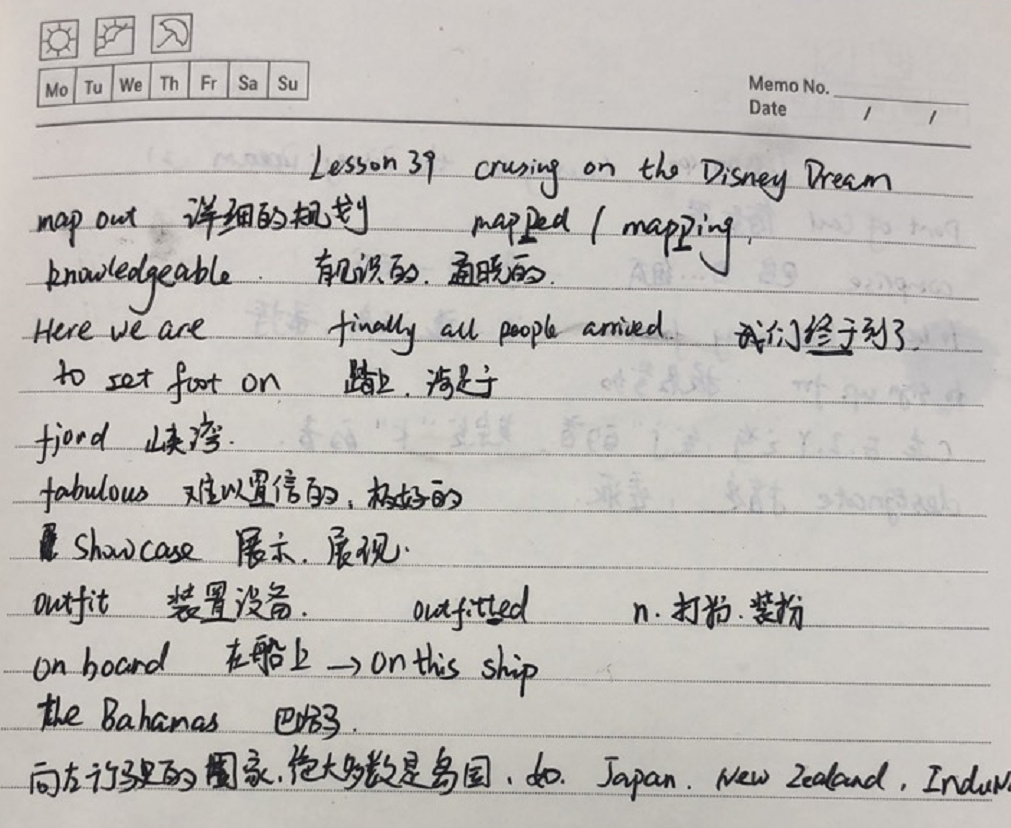 Mo Tu We Th Fr Sa Su
Memo No.
Date / /
Lesson 39 crusing on the Disney Dream
map out 详细的规划 mapped / mapping.
knowledgeable 有见识的、通晓的.
Here we are finally all people arrived. 我们终于到了.
to set foot on 踏上、涉足于
fjord 峡湾.
fabulous 难以置信的、极好的
showcase 展示、展现.
outfit 装置设备. outfitted n. 打扮.装扮
on board 在船上 → on this ship
the Bahamas 巴哈马.
向左行驶的国家,绝大多数是岛国. Japan. New Zealand,